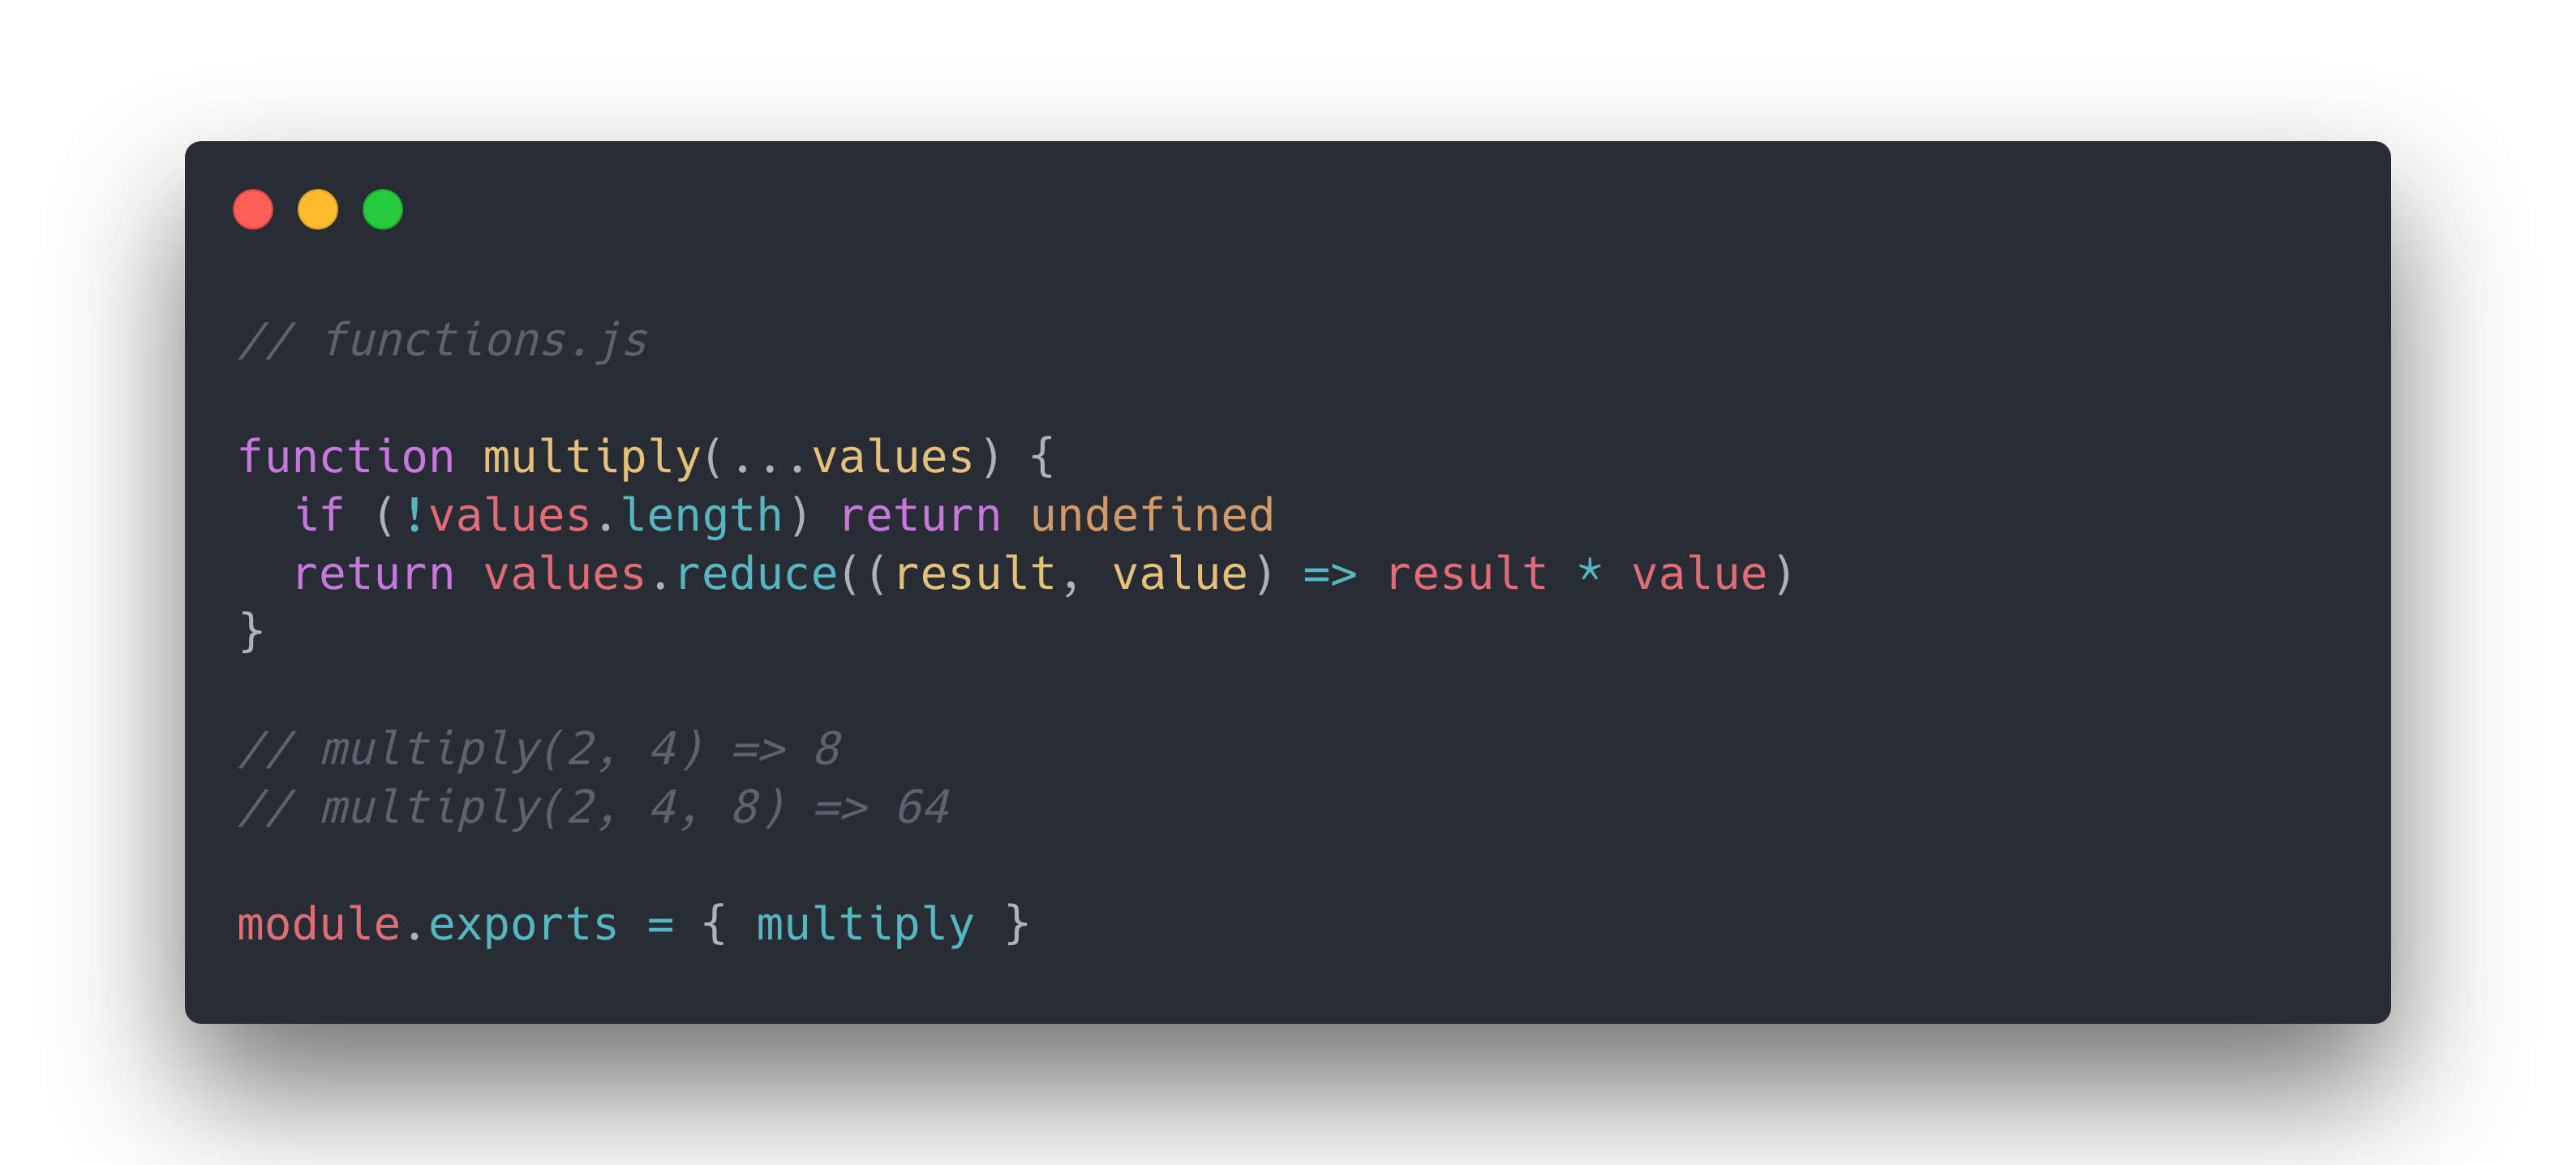 // functions.js
function multiply(...values) {
  if (!values.length) return undefined
  return values.reduce((result, value) => result * value)
}
// multiply(2, 4) => 8
// multiply(2, 4, 8) => 64
module.exports = { multiply }